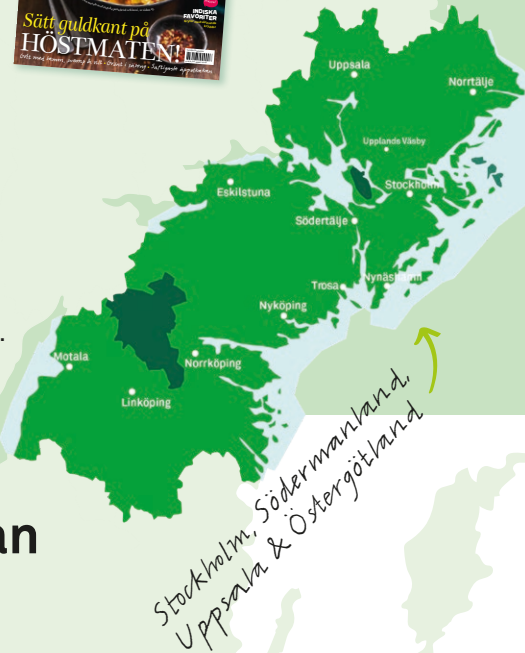 INDISKA
FAVORITER
Sätt guldkant på
HÖSTMATEN!
Uppsala
Norrtälje
Upplands Väsby
Stockholm
Eskilstuna
Södertälje
Trosa
Nynäshamn
Nyköping
Motala
Norrköping
Linköping
Stockholm, Södermanland,
Uppsala & Östergötland
an